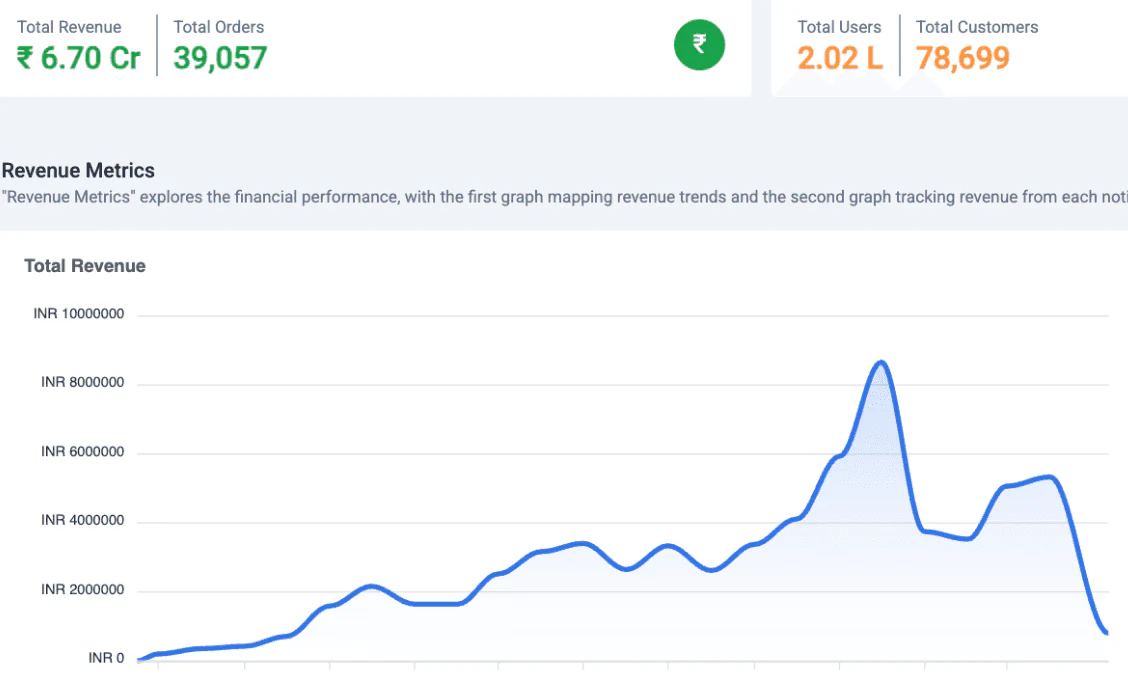 Total Revenue
₹ 6.70 Cr
Total Orders
39,057
₹
Total Users
2.02 L
Total Customers
78,699
Revenue Metrics
"Revenue Metrics" explores the financial performance, with the first graph mapping revenue trends and the second graph tracking revenue from each noti
Total Revenue
INR 10000000
INR 8000000
INR 6000000
INR 4000000
INR 2000000
INR 0